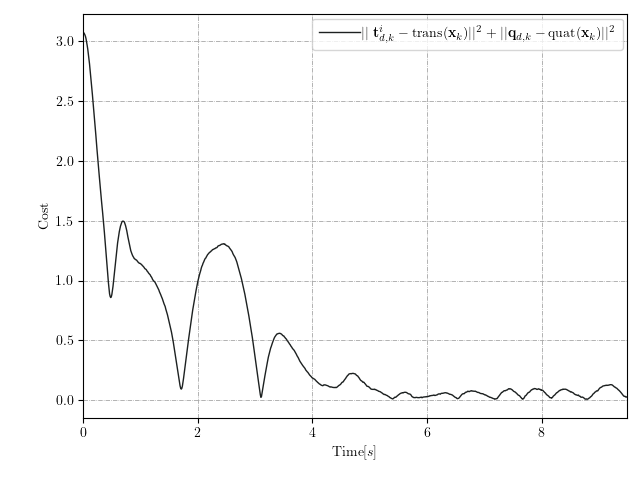 || t^i_{d,k} − trans(x_k)||² + ||q_{d,k} − quat(x_k)||²
3.0
2.5
2.0
1.5
1.0
0.5
0.0
Cost
0 2 4 6 8
Time[s]